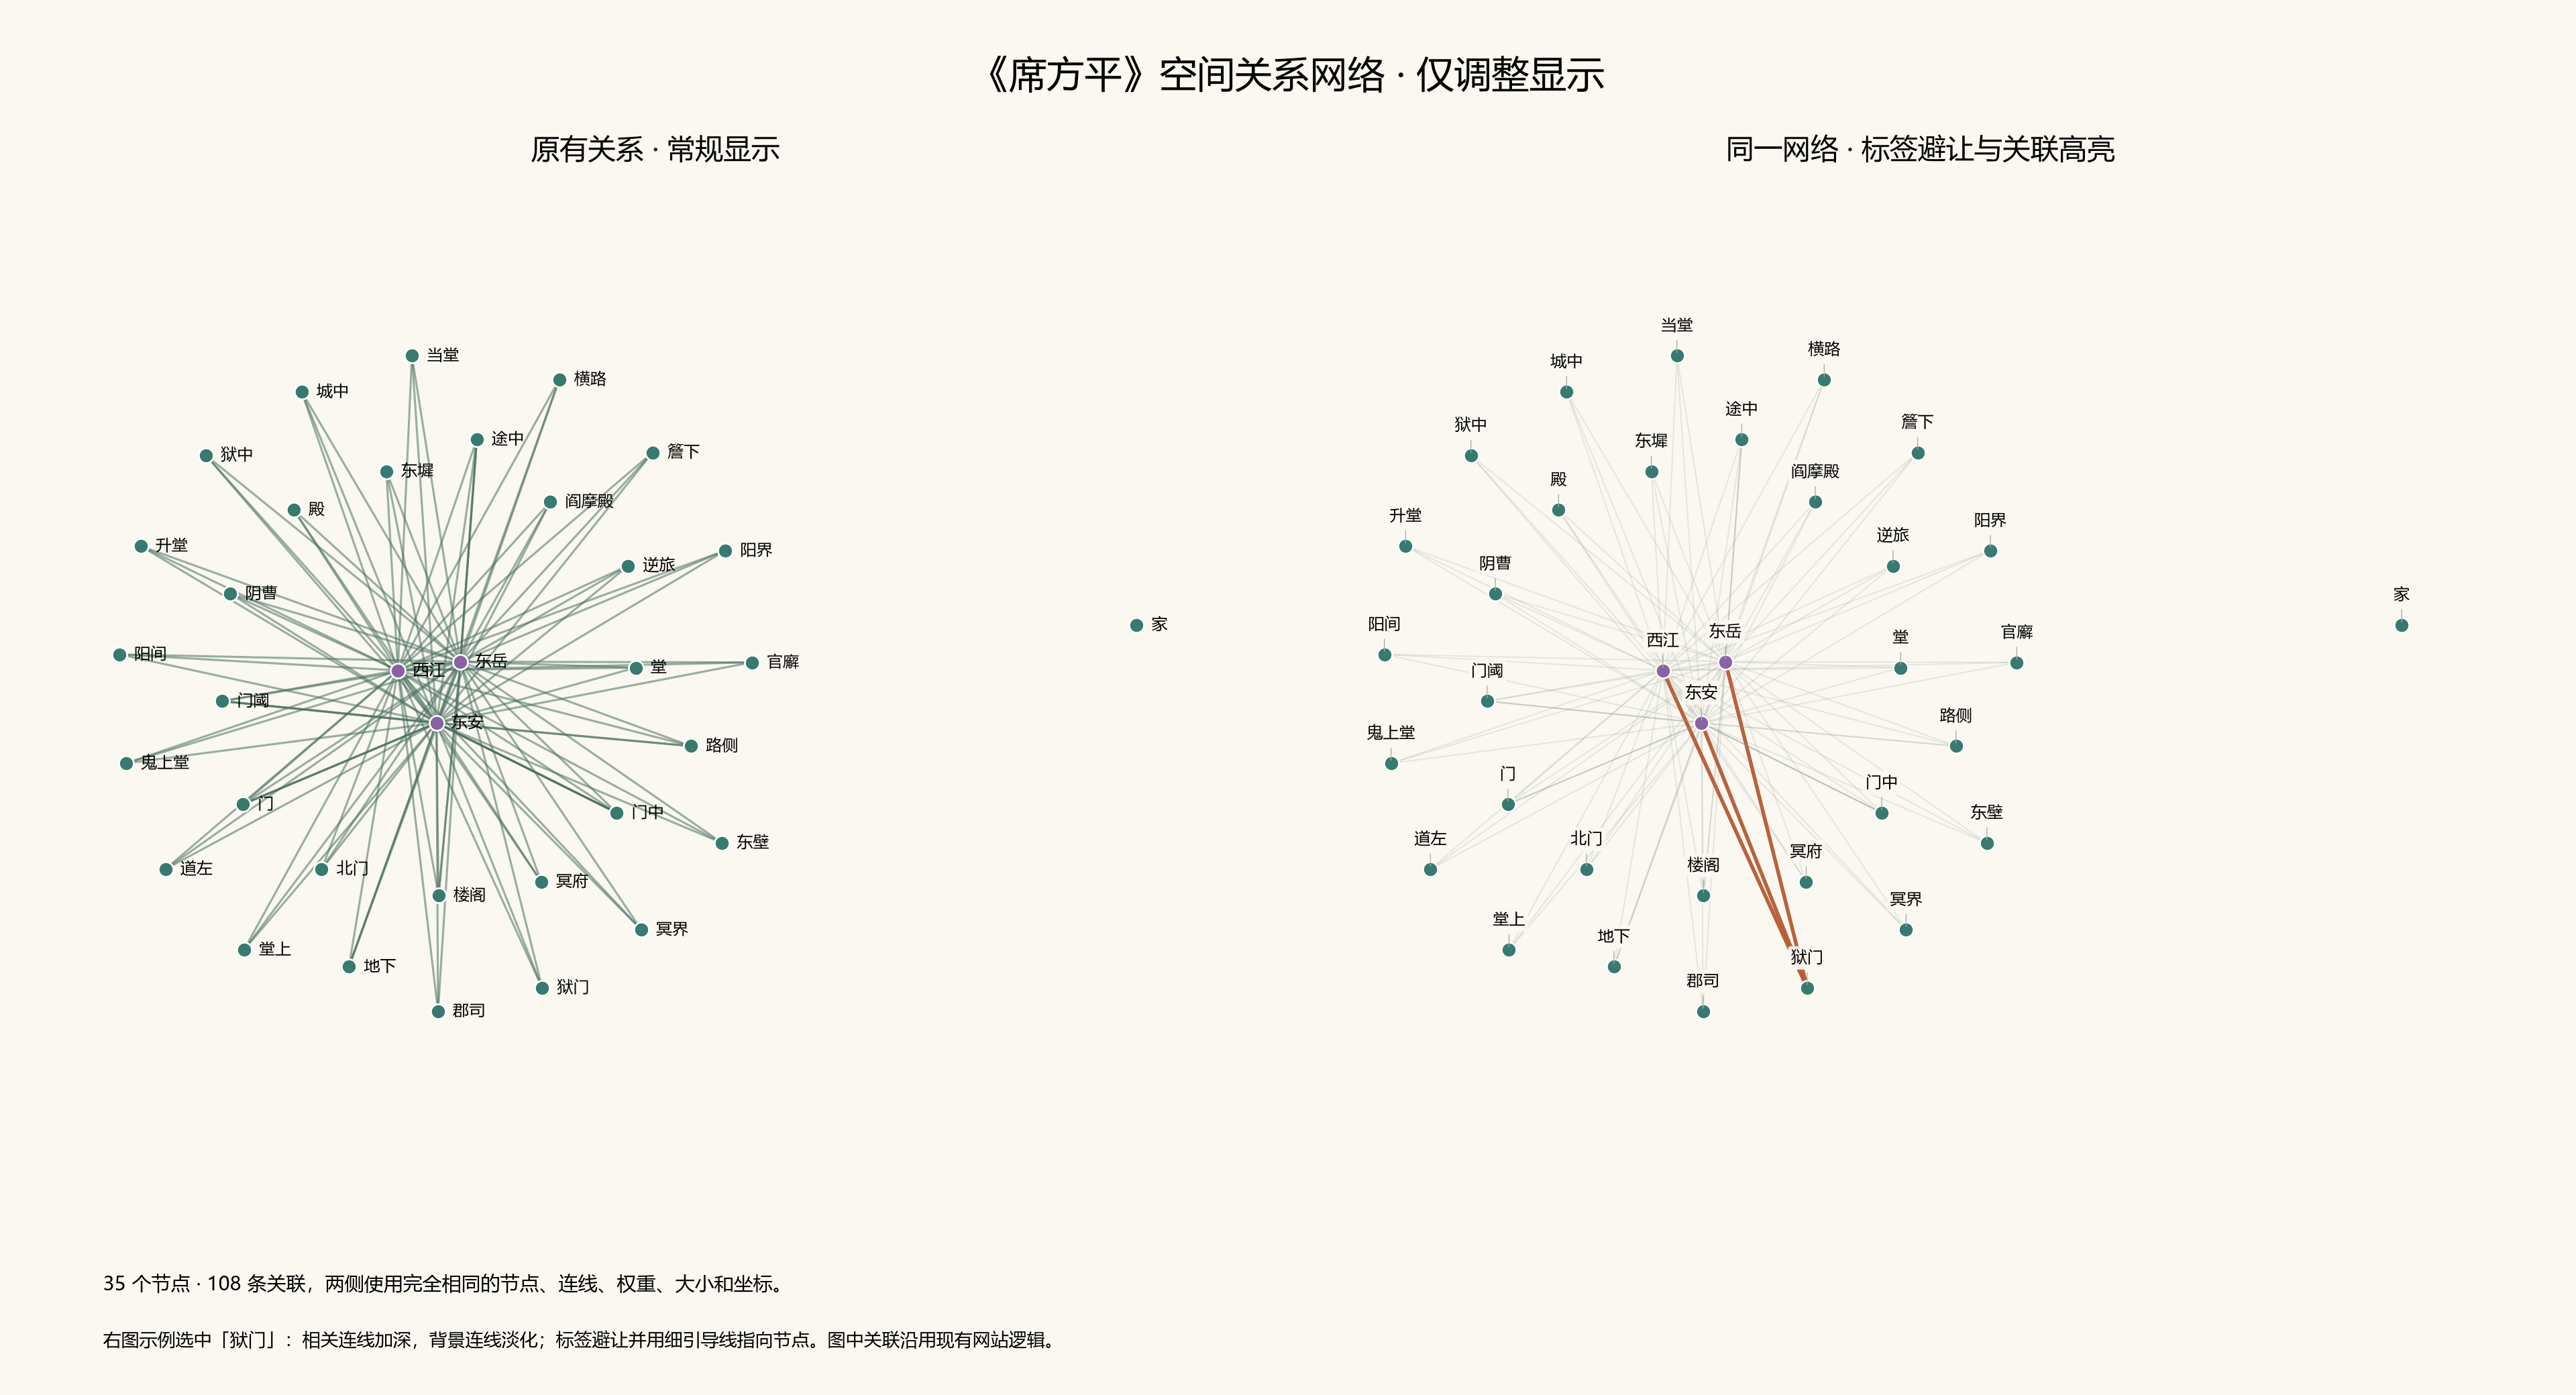 《席方平》空间关系网络 · 仅调整显示
原有关系 · 常规显示
当堂
横路
城中
途中
簷下
狱中
东墀
阎摩殿
殿
升堂
阳界
逆旅
阴曹
家
阳间
东岳
官廨
堂
西江
门阈
东安
路侧
鬼上堂
门
门中
东壁
道左
北门
冥府
楼阁
冥界
堂上
地下
狱门
郡司
同一网络 · 标签避让与关联高亮
当堂
横路
城中
途中
簷下
狱中
东墀
阎摩殿
殿
升堂
阳界
逆旅
阴曹
家
阳间
东岳
官廨
西江
堂
门阈
东安
路侧
鬼上堂
门
门中
东壁
道左
北门
冥府
楼阁
冥界
堂上
地下
狱门
郡司
35 个节点 · 108 条关联，两侧使用完全相同的节点、连线、权重、大小和坐标。
右图示例选中「狱门」：相关连线加深，背景连线淡化；标签避让并用细引导线指向节点。图中关联沿用现有网站逻辑。